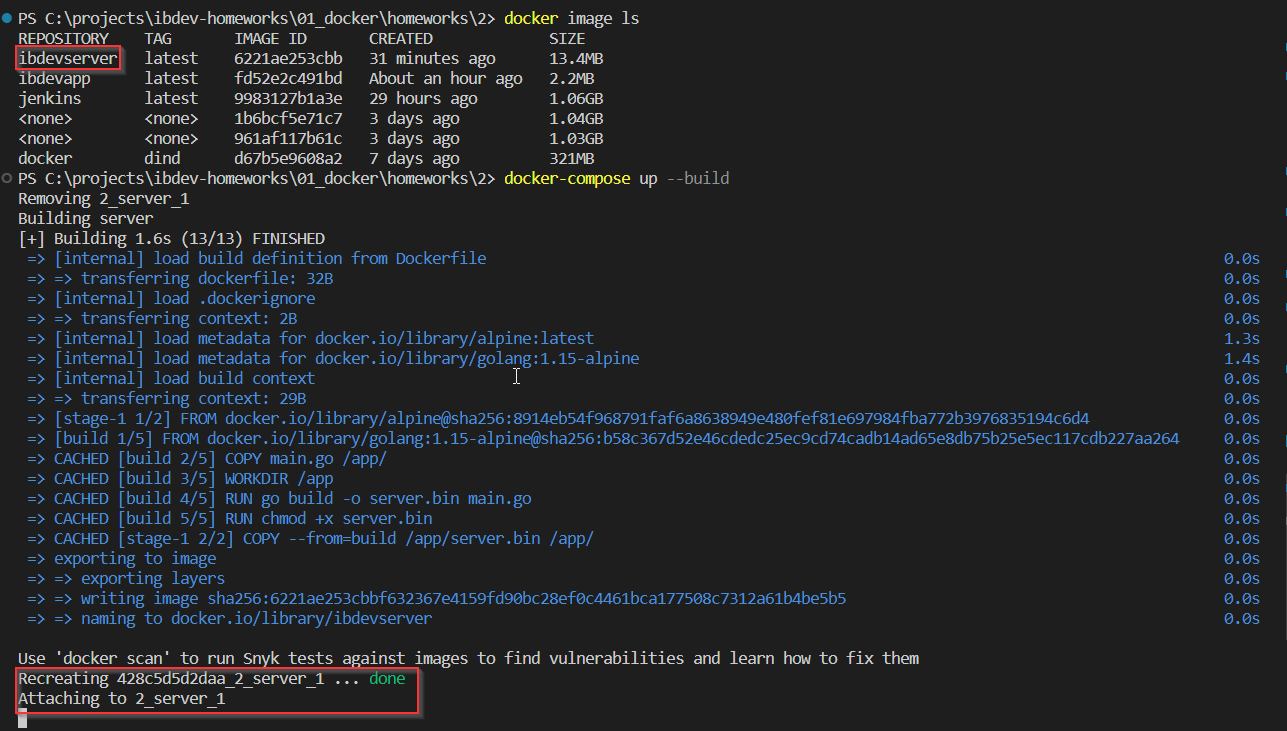 PS C:\projects\ibdev-homeworks\01_docker\homeworks\2> docker image ls
REPOSITORY    TAG       IMAGE ID       CREATED             SIZE
ibdevserver   latest    6221ae253cbb   31 minutes ago      13.4MB
ibdevapp      latest    fd52e2c491bd   About an hour ago   2.2MB
jenkins       latest    9983127b1a3e   29 hours ago        1.06GB
<none>        <none>    1b6bcf5e71c7   3 days ago          1.04GB
<none>        <none>    961af117b61c   3 days ago          1.03GB
docker        dind      d67b5e9608a2   7 days ago          321MB
PS C:\projects\ibdev-homeworks\01_docker\homeworks\2> docker-compose up --build
Removing 2_server_1
Building server
[+] Building 1.6s (13/13) FINISHED
 => [internal] load build definition from Dockerfile 0.0s
 => => transferring dockerfile: 32B 0.0s
 => [internal] load .dockerignore 0.0s
 => => transferring context: 2B 0.0s
 => [internal] load metadata for docker.io/library/alpine:latest 1.3s
 => [internal] load metadata for docker.io/library/golang:1.15-alpine 1.4s
 => [internal] load build context 0.0s
 => => transferring context: 29B 0.0s
 => [stage-1 1/2] FROM docker.io/library/alpine@sha256:8914eb54f968791faf6a8638949e480fef81e697984fba772b3976835194c6d4 0.0s
 => [build 1/5] FROM docker.io/library/golang:1.15-alpine@sha256:b58c367d52e46cdedc25ec9cd74cadb14ad65e8db75b25e5ec117cdb227aa264 0.0s
 => CACHED [build 2/5] COPY main.go /app/ 0.0s
 => CACHED [build 3/5] WORKDIR /app 0.0s
 => CACHED [build 4/5] RUN go build -o server.bin main.go 0.0s
 => CACHED [build 5/5] RUN chmod +x server.bin 0.0s
 => CACHED [stage-1 2/2] COPY --from=build /app/server.bin /app/ 0.0s
 => exporting to image 0.0s
 => => exporting layers 0.0s
 => => writing image sha256:6221ae253cbbf632367e4159fd90bc28ef0c4461bca177508c7312a61b4be5b5 0.0s
 => => naming to docker.io/library/ibdevserver 0.0s
Use 'docker scan' to run Snyk tests against images to find vulnerabilities and learn how to fix them
Recreating 428c5d5d2daa_2_server_1 ... done
Attaching to 2_server_1